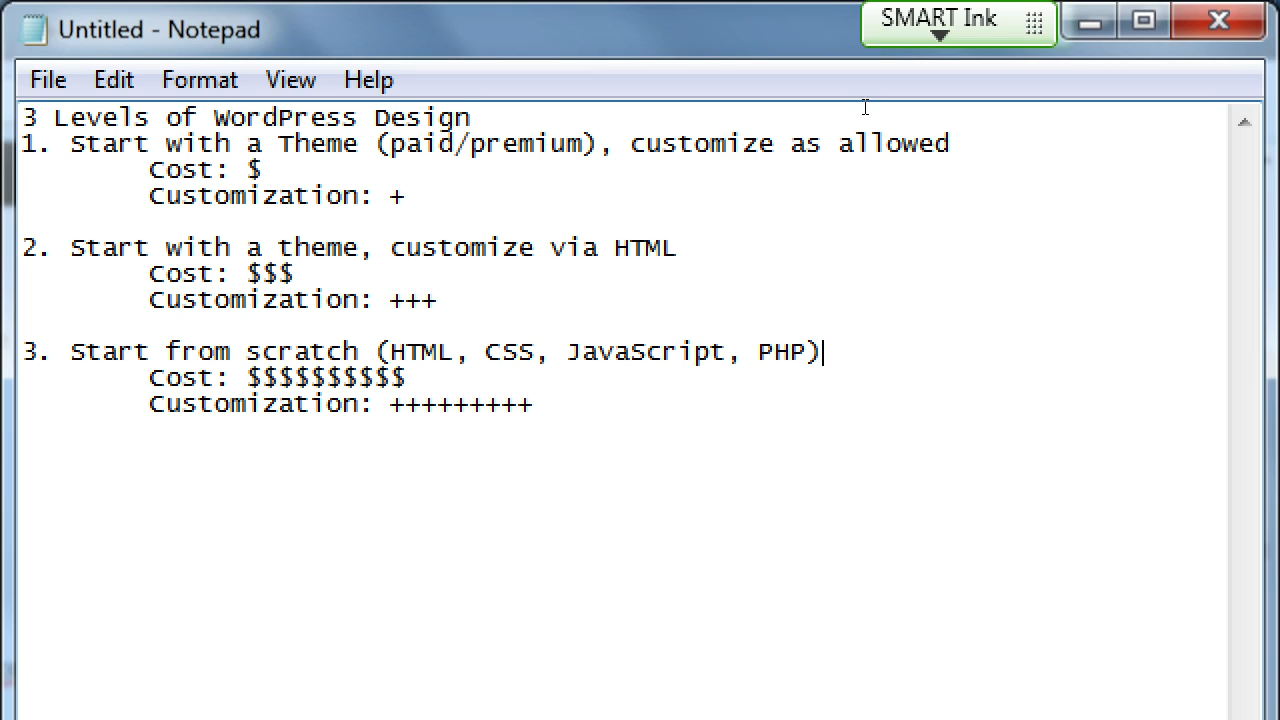 Untitled - Notepad
SMART Ink
File Edit Format View Help
3 Levels of WordPress Design
1. Start with a Theme (paid/premium), customize as allowed
Cost: $
Customization: +
2. Start with a theme, customize via HTML
Cost: $$$
Customization: +++
3. Start from scratch (HTML, CSS, JavaScript, PHP)
Cost: $$$$$$$$$$
Customization: +++++++++